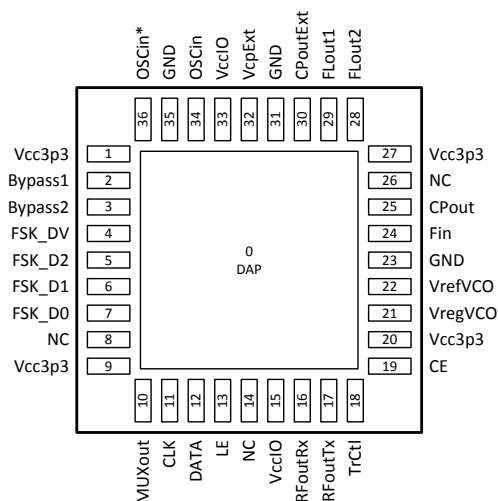 OSCin*
GND
OSCin
VccIO
VcpExt
GND
CPoutExt
FLout1
FLout2
36
35
34
33
32
31
30
29
28
Vcc3p3 1
Bypass1 2
Bypass2 3
FSK_DV 4
FSK_D2 5
FSK_D1 6
FSK_D0 7
NC 8
Vcc3p3 9
0
DAP
27 Vcc3p3
26 NC
25 CPout
24 Fin
23 GND
22 VrefVCO
21 VregVCO
20 Vcc3p3
19 CE
10
11
12
13
14
15
16
17
18
MUXout
CLK
DATA
LE
NC
VccIO
RFoutRx
RFoutTx
TrCtl